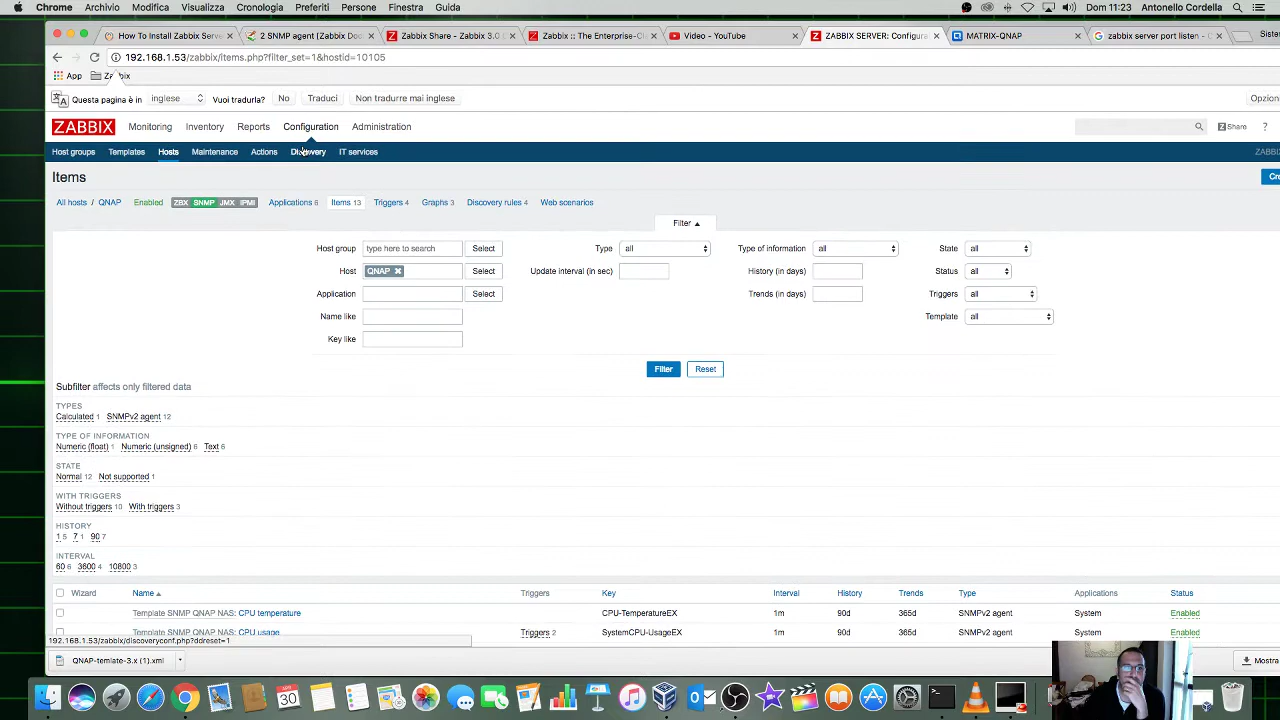 Chrome Archivio Modifica Visualizza Cronologia Preferiti Persone Finestra Guida Dom 11:23 Antonello Cordella
How To Install Zabbix Serve 2 SNMP agent [Zabbix Doc Zabbix Share - Zabbix 3.0 Zabbix :: The Enterprise-Cl Video - YouTube ZABBIX SERVER: Configura MATRIX-QNAP zabbix server port listen - Siste
192.168.1.53/zabbix/items.php?filter_set=1&hostid=10105
App
Questa pagina è in inglese Vuoi tradurla? No Traduci Non tradurre mai inglese Opzion
ZABBIX Monitoring Inventory Reports Configuration Administration Share ?
Host groups Templates Hosts Maintenance Actions Discovery IT services ZABBI
Items Cre
All hosts / QNAP Enabled ZBX SNMP JMX IPMI Applications 6 Items 13 Triggers 4 Graphs 3 Discovery rules 4 Web scenarios
Filter
Host group type here to search Select Type all Type of information all State all
Host QNAP Select Update interval (in sec) History (in days) Status all
Application Select Trends (in days) Triggers all
Name like Template all
Key like
Filter Reset
Subfilter affects only filtered data
TYPES
Calculated 1 SNMPv2 agent 12
TYPE OF INFORMATION
Numeric (float) 1 Numeric (unsigned) 6 Text 6
STATE
Normal 12 Not supported 1
WITH TRIGGERS
Without triggers 10 With triggers 3
HISTORY
1 5 7 1 90 7
INTERVAL
60 6 3600 4 10800 3
Wizard Name Triggers Key Interval History Trends Type Applications Status
Template SNMP QNAP NAS: CPU temperature CPU-TemperatureEX 1m 90d 365d SNMPv2 agent System Enabled
Template SNMP QNAP NAS: CPU usage Triggers 2 SystemCPU-UsageEX 1m 90d 365d SNMPv2 agent System Enabled
192.168.1.53/zabbix/discoveryconf.php?ddreset=1
QNAP-temlate-3.x (1).xml Mostra
30